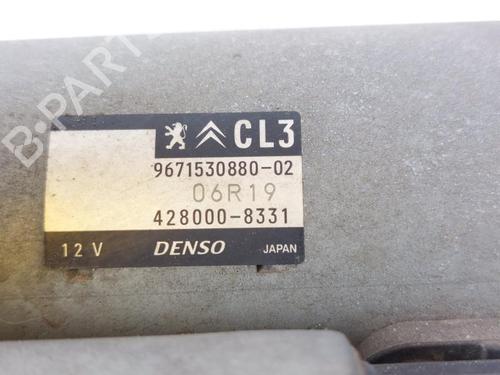 CL3
9671530880-02
06R19
428000-8331
12 V DENSO JAPAN
B-PARTS